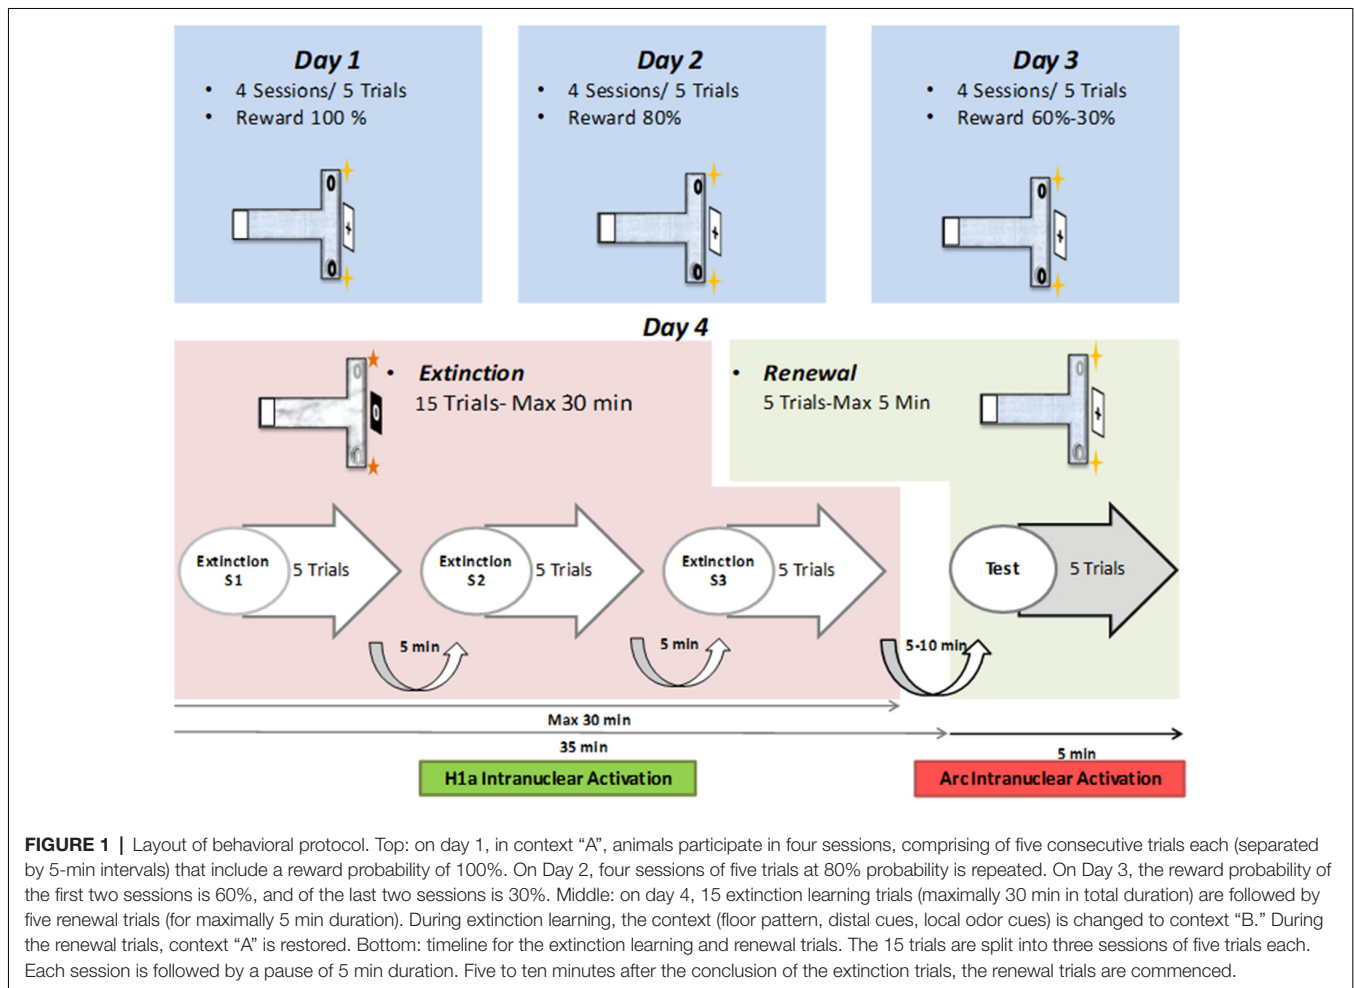 Day 1
• 4 Sessions/ 5 Trials
• Reward 100 %
0
+
0
Day 2
• 4 Sessions/ 5 Trials
• Reward 80%
0
+
0
Day 3
• 4 Sessions/ 5 Trials
• Reward 60%-30%
0
+
0
Day 4
• Extinction
15 Trials- Max 30 min
0
0
0
• Renewal
5 Trials-Max 5 Min
0
+
0
Extinction
S1
5 Trials
Extinction
S2
5 Trials
Extinction
S3
5 Trials
Test
5 Trials
5 min
5 min
5-10 min
Max 30 min
35 min
5 min
H1a Intranuclear Activation
Arc Intranuclear Activation
FIGURE 1 | Layout of behavioral protocol. Top: on day 1, in context “A”, animals participate in four sessions, comprising of five consecutive trials each (separated
by 5-min intervals) that include a reward probability of 100%. On Day 2, four sessions of five trials at 80% probability is repeated. On Day 3, the reward probability of
the first two sessions is 60%, and of the last two sessions is 30%. Middle: on day 4, 15 extinction learning trials (maximally 30 min in total duration) are followed by
five renewal trials (for maximally 5 min duration). During extinction learning, the context (floor pattern, distal cues, local odor cues) is changed to context “B.” During
the renewal trials, context “A” is restored. Bottom: timeline for the extinction learning and renewal trials. The 15 trials are split into three sessions of five trials each.
Each session is followed by a pause of 5 min duration. Five to ten minutes after the conclusion of the extinction trials, the renewal trials are commenced.